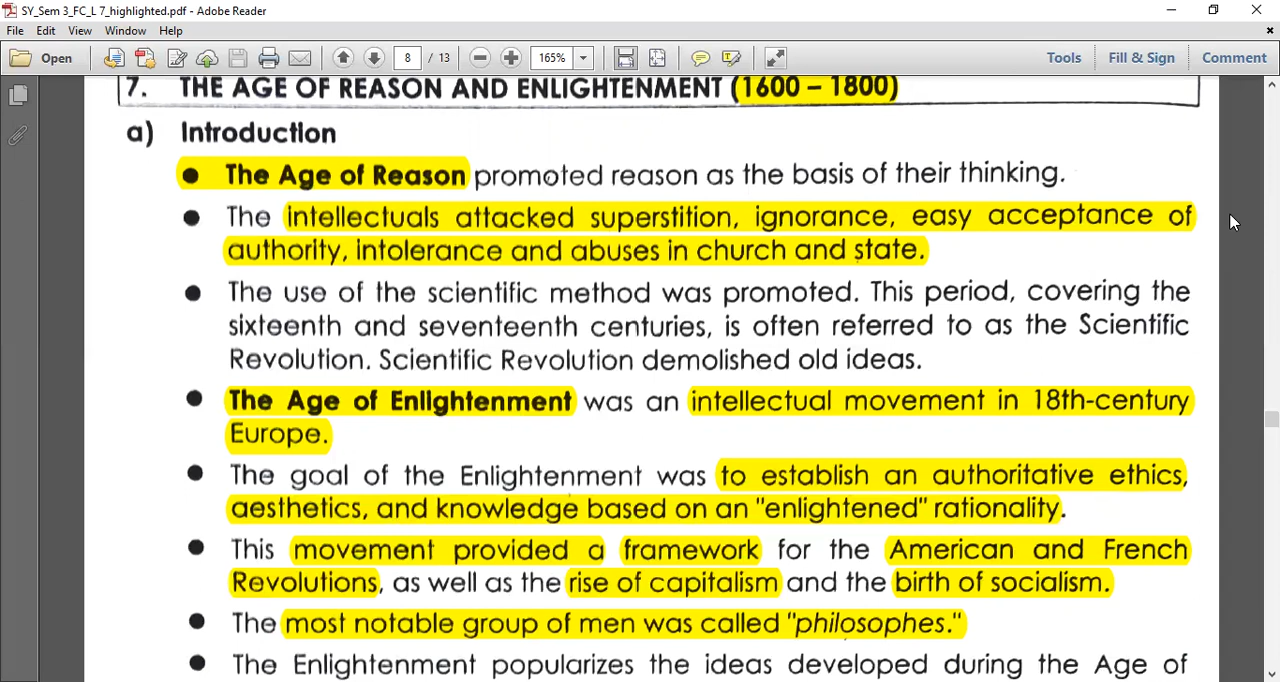 SY_Sem 3_FC_L 7_highlighted.pdf - Adobe Reader
File Edit View Window Help
Open 8 / 13 165% Tools Fill & Sign Comment
7. THE AGE OF REASON AND ENLIGHTENMENT (1600 – 1800)
a) Introduction
● The Age of Reason promoted reason as the basis of their thinking.
● The intellectuals attacked superstition, ignorance, easy acceptance of
authority, intolerance and abuses in church and state.
● The use of the scientific method was promoted. This period, covering the
sixteenth and seventeenth centuries, is often referred to as the Scientific
Revolution. Scientific Revolution demolished old ideas.
● The Age of Enlightenment was an intellectual movement in 18th-century
Europe.
● The goal of the Enlightenment was to establish an authoritative ethics,
aesthetics, and knowledge based on an "enlightened" rationality.
● This movement provided a framework for the American and French
Revolutions, as well as the rise of capitalism and the birth of socialism.
● The most notable group of men was called "philosophes."
● The Enlightenment popularizes the ideas developed during the Age of